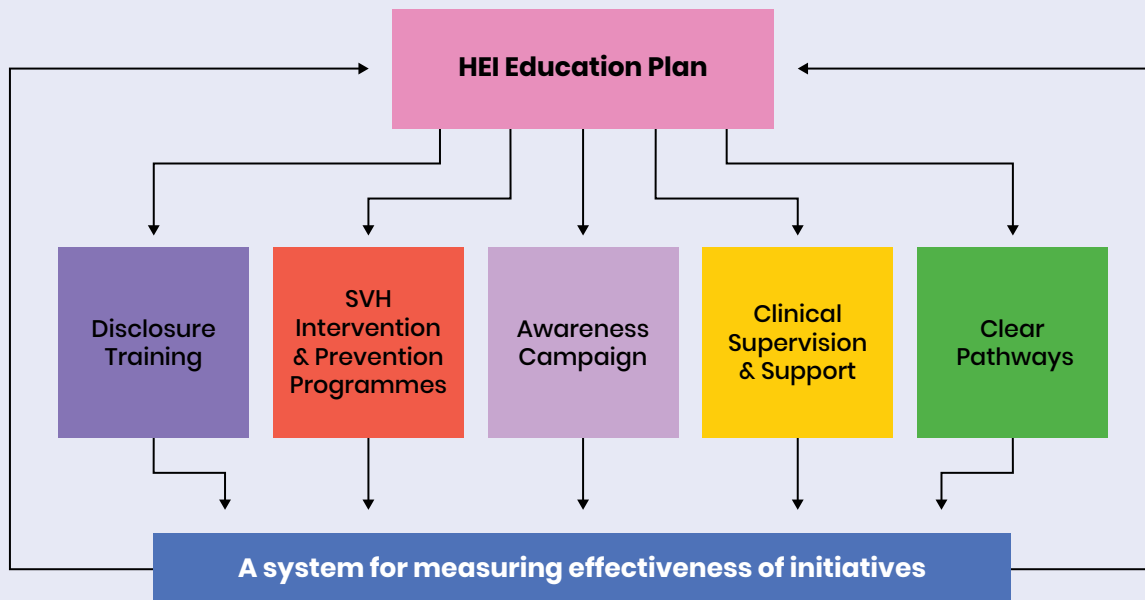 HEI Education Plan
Disclosure
Training
SVH
Intervention
& Prevention
Programmes
Awareness
Campaign
Clinical
Supervision
& Support
Clear
Pathways
A system for measuring effectiveness of initiatives